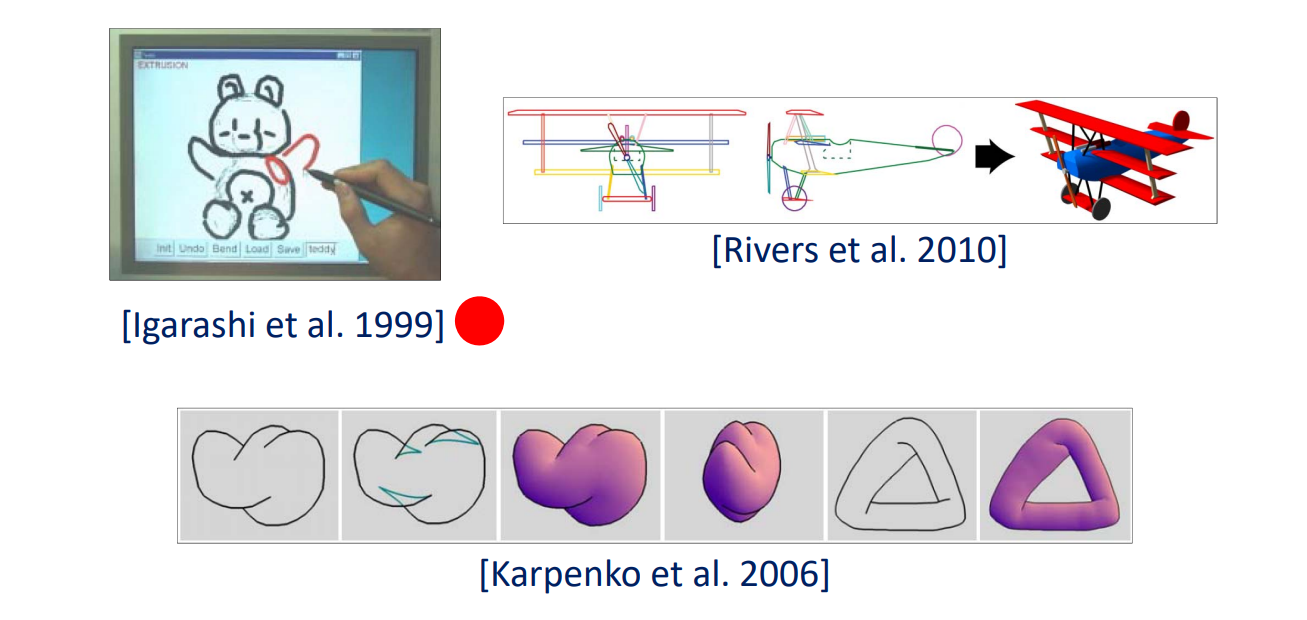 EXTRUSION
Init Undo Bend Load Save teddy
[Rivers et al. 2010]
[Igarashi et al. 1999]
[Karpenko et al. 2006]